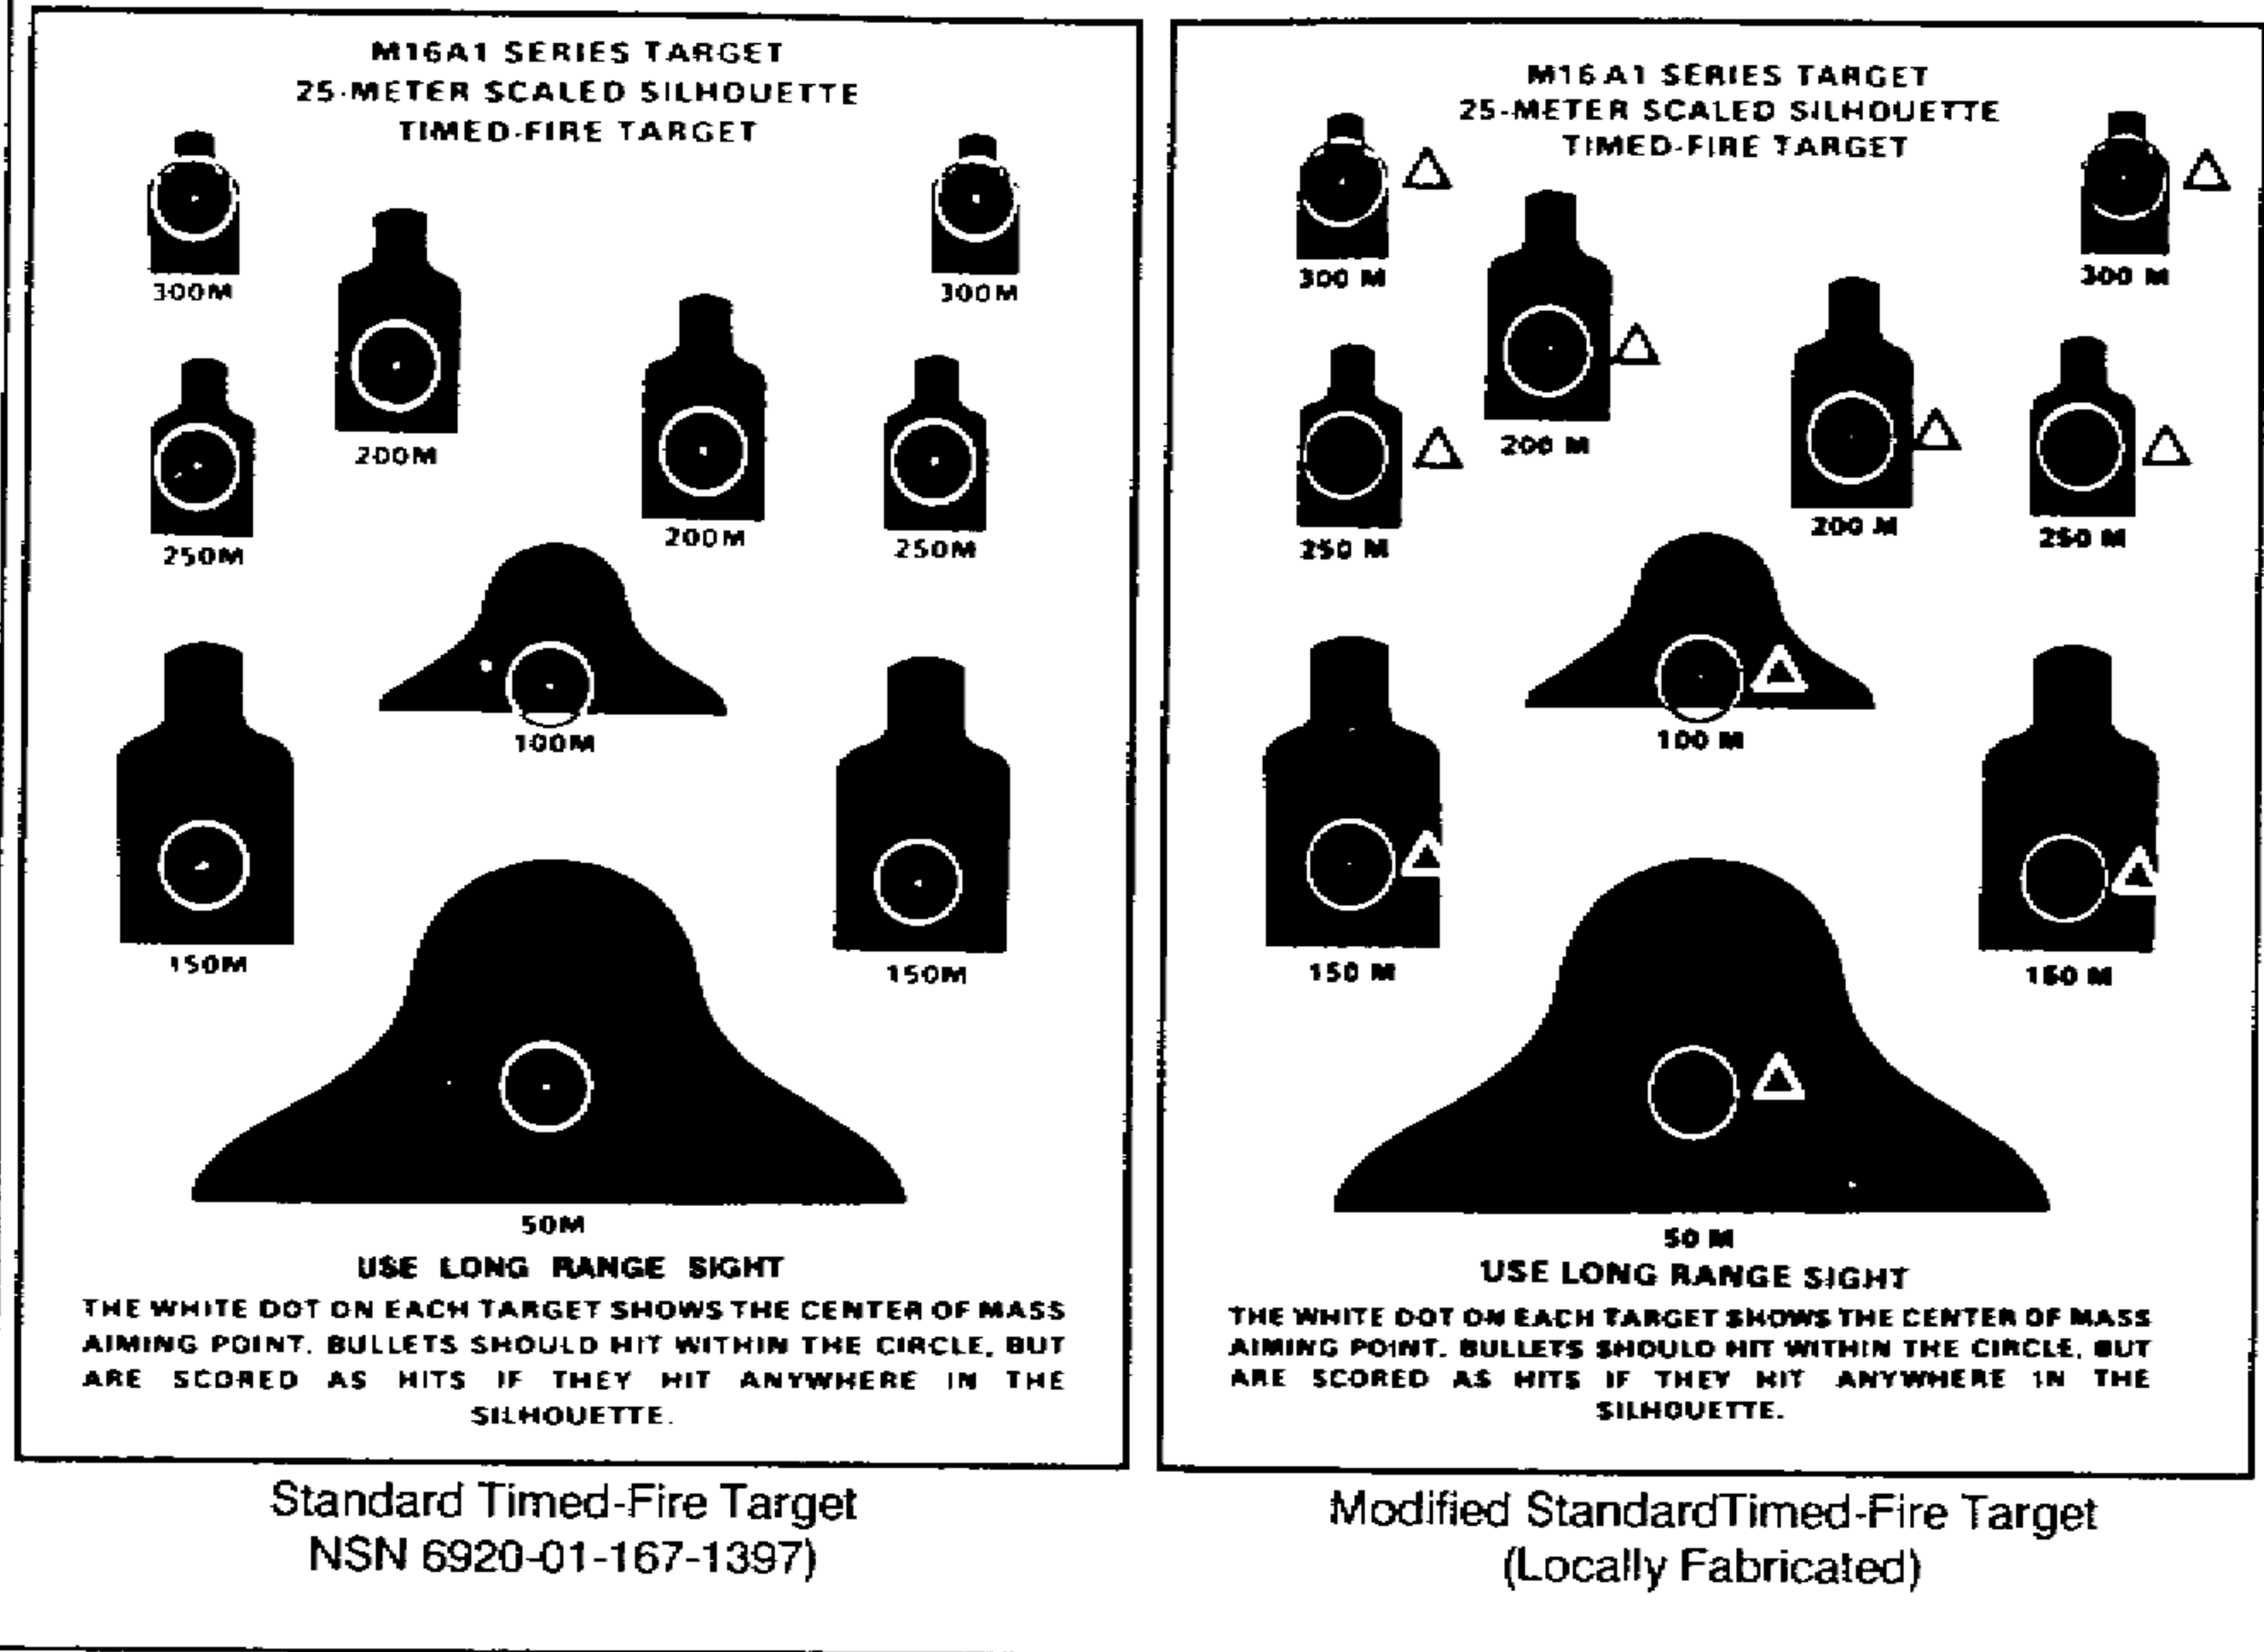 M16A1 SERIES TARGET
25-METER SCALED SILHOUETTE
TIMED-FIRE TARGET
300M
300M
200M
200M
250M
250M
100M
150M
150M
50M
USE LONG RANGE SIGHT
THE WHITE DOT ON EACH TARGET SHOWS THE CENTER OF MASS
AIMING POINT. BULLETS SHOULD HIT WITHIN THE CIRCLE, BUT
ARE SCORED AS HITS IF THEY HIT ANYWHERE IN THE
SILHOUETTE.
Standard Timed-Fire Target
NSN 6920-01-167-1397)
M16A1 SERIES TARGET
25-METER SCALED SILHOUETTE
TIMED-FIRE TARGET
300 M
300 M
200 M
200 M
250 M
250 M
100 M
150 M
150 M
50 M
USE LONG RANGE SIGHT
THE WHITE DOT ON EACH TARGET SHOWS THE CENTER OF MASS
AIMING POINT. BULLETS SHOULD HIT WITHIN THE CIRCLE, BUT
ARE SCORED AS HITS IF THEY HIT ANYWHERE IN THE
SILHOUETTE.
Modified StandardTimed-Fire Target
(Locally Fabricated)